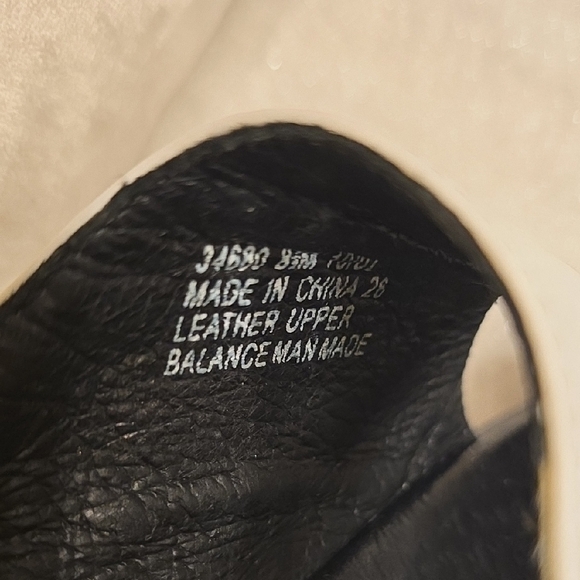 34680
MADE IN CHINA 26
LEATHER UPPER
BALANCE MAN MADE